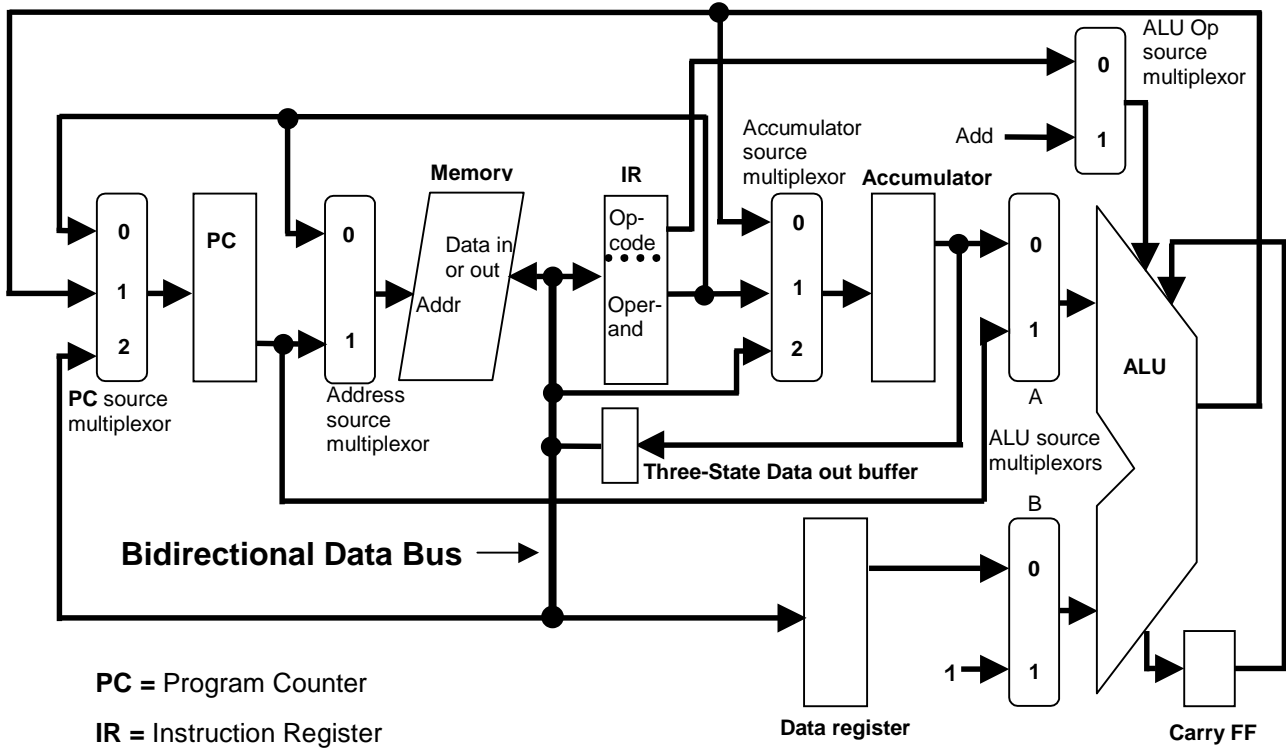 ALU Op
source
multiplexor
0
Add
1
Accumulator
source
multiplexor
Memorv
IR
Accumulator
0
1
2
PC
0
1
Data in
or out
Addr
Op-
code
Oper-
and
0
1
2
0
1
ALU
PC source
multiplexor
Address
source
multiplexor
A
ALU source
multiplexors
Three-State Data out buffer
B
Bidirectional Data Bus
0
1
1
PC = Program Counter
IR = Instruction Register
Data register
Carry FF